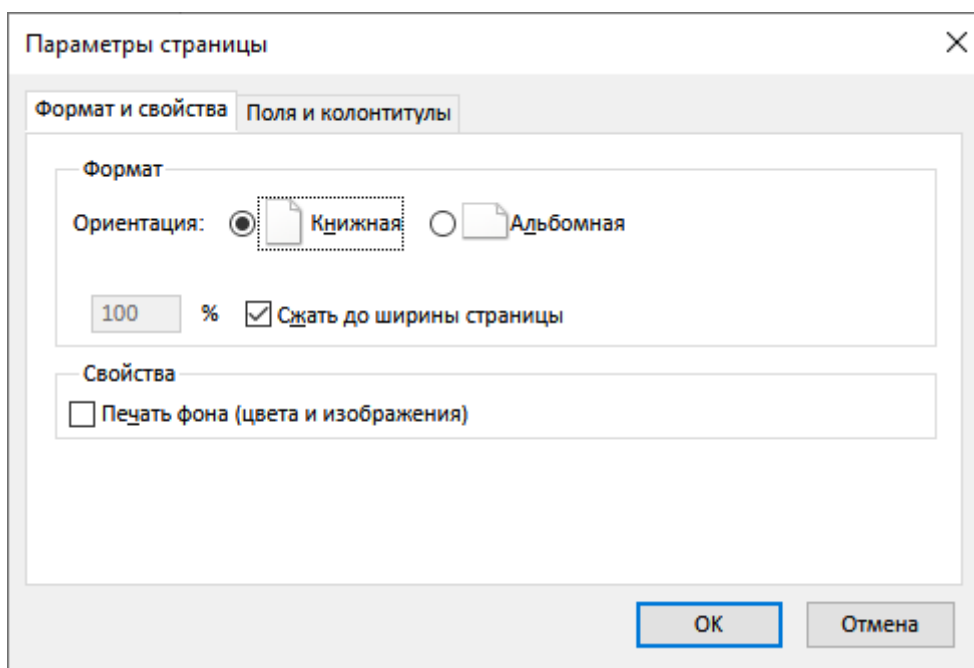 Параметры страницы
Формат и свойства Поля и колонтитулы
Формат
Ориентация: Книжная Альбомная
100 % Сжать до ширины страницы
Свойства
Печать фона (цвета и изображения)
OK Отмена